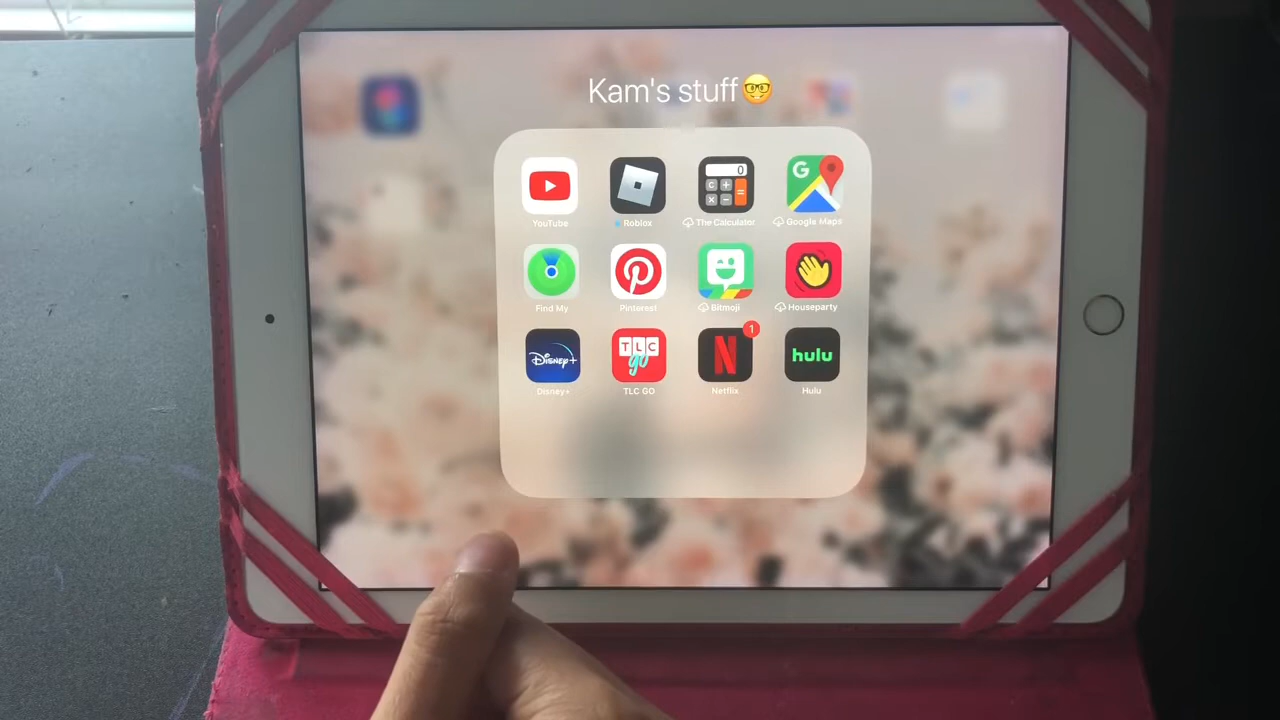 Kam's stuff🤓
YouTube
Roblox
0
C + =
X −
The Calculator
G
Google Maps
Find My
Pinterest
Bitmoji
Houseparty
Disney+
Disney+
TLC
go
TLC GO
N
1
Netflix
hulu
Hulu